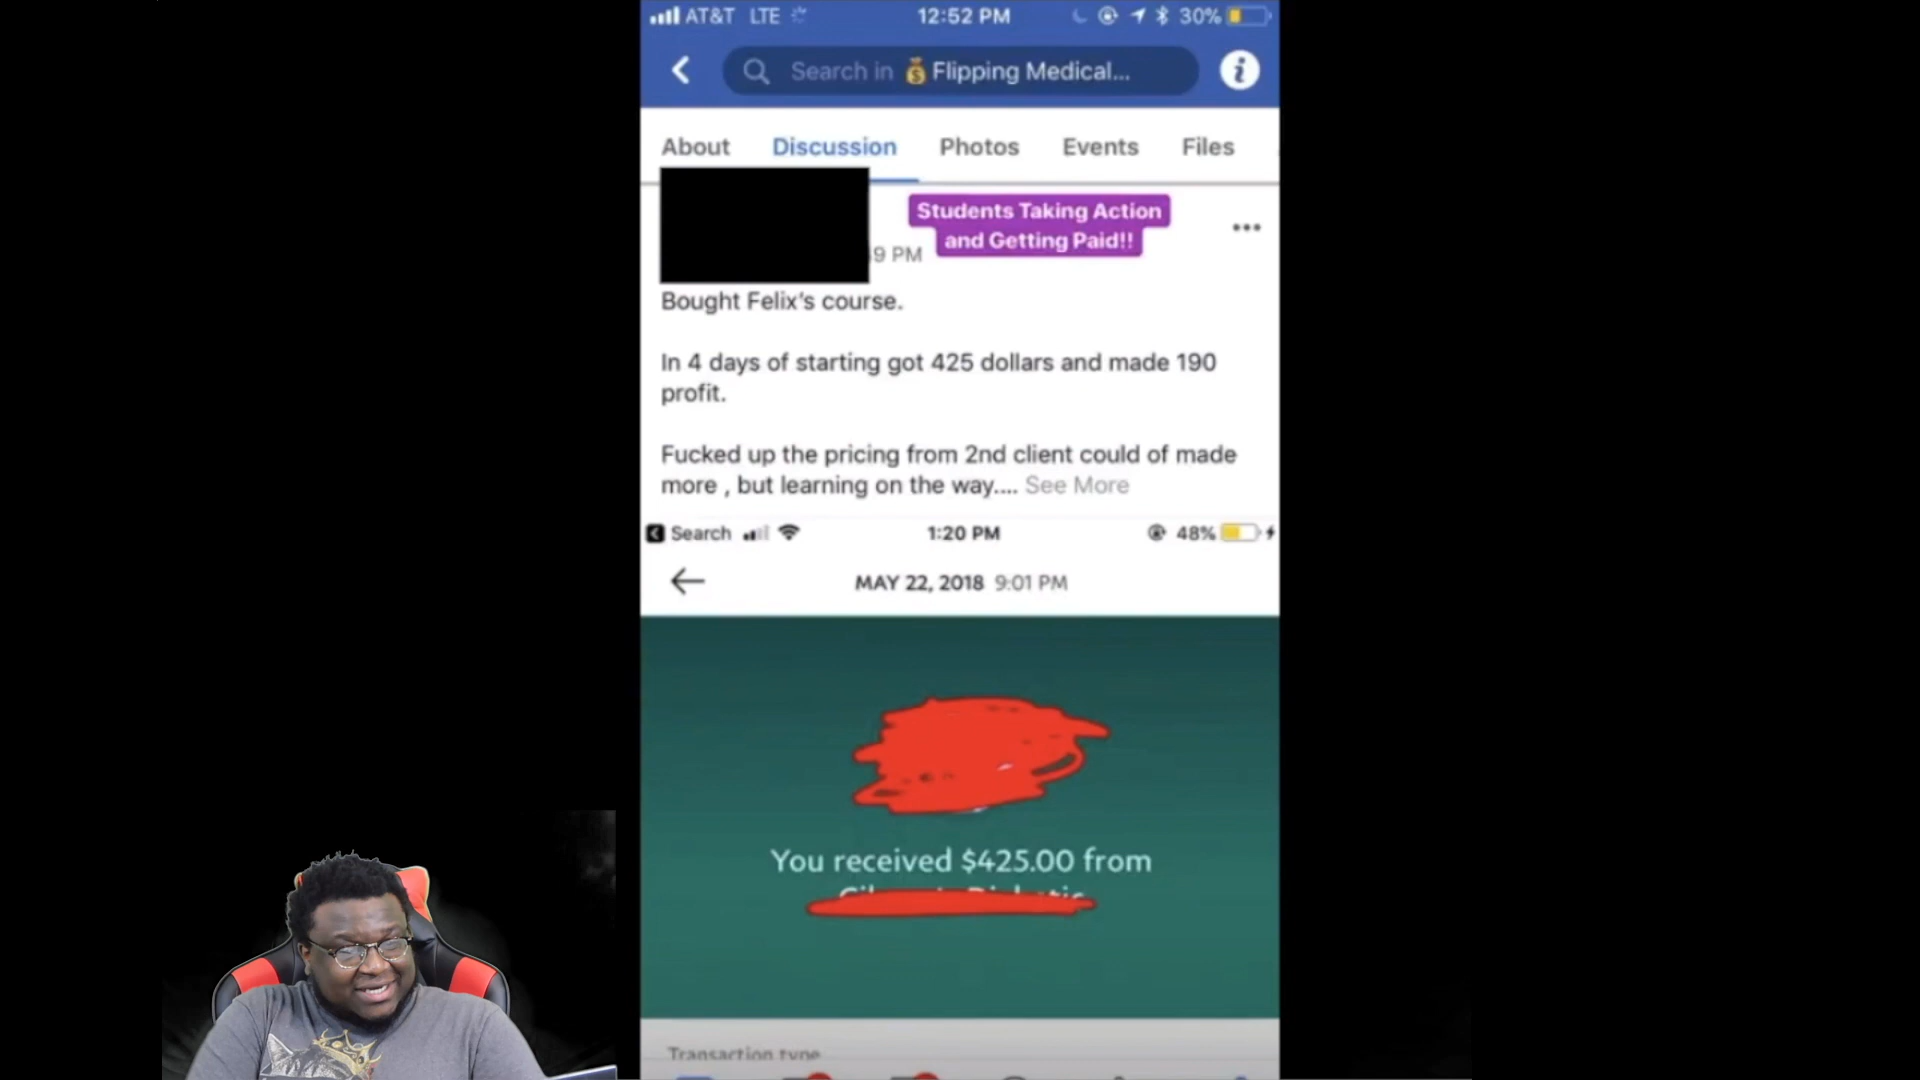 AT&T LTE 12:52 PM 30%
Search in 💰 Flipping Medical...
About Discussion Photos Events Files
Students Taking Action
and Getting Paid!!
9 PM
Bought Felix's course.
In 4 days of starting got 425 dollars and made 190
profit.
Fucked up the pricing from 2nd client could of made
more , but learning on the way.... See More
Search 1:20 PM 48%
MAY 22, 2018 9:01 PM
You received $425.00 from
Transaction type